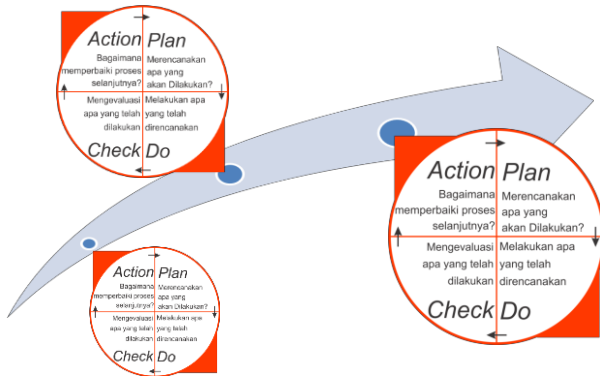 Action Plan
Bagaimana Merencanakan
memperbaiki proses apa yang
selanjutnya? akan Dilakukan?
Mengevaluasi Melakukan apa
apa yang telah yang telah
dilakukan direncanakan
Check Do
Action Plan
Bagaimana Merencanakan
memperbaiki proses apa yang
selanjutnya? akan Dilakukan?
Mengevaluasi Melakukan apa
apa yang telah yang telah
dilakukan direncanakan
Check Do
Action Plan
Bagaimana Merencanakan
memperbaiki proses apa yang
selanjutnya? akan Dilakukan?
Mengevaluasi Melakukan apa
apa yang telah yang telah
dilakukan direncanakan
Check Do